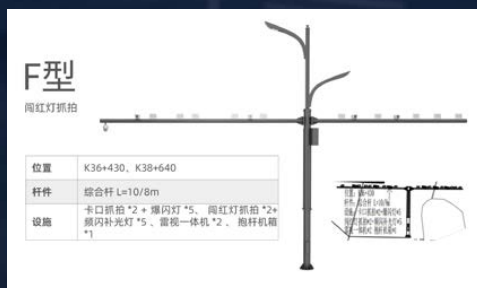 F型
闯红灯抓拍
位置 K36+430、K38+640
杆件 综合杆 L=10/8m
设施 卡口抓拍 *2 + 爆闪灯 *5、 闯红灯抓拍 *2+
频闪补光灯 *5 、雷视一体机 *2 、 抱杆机箱
*1